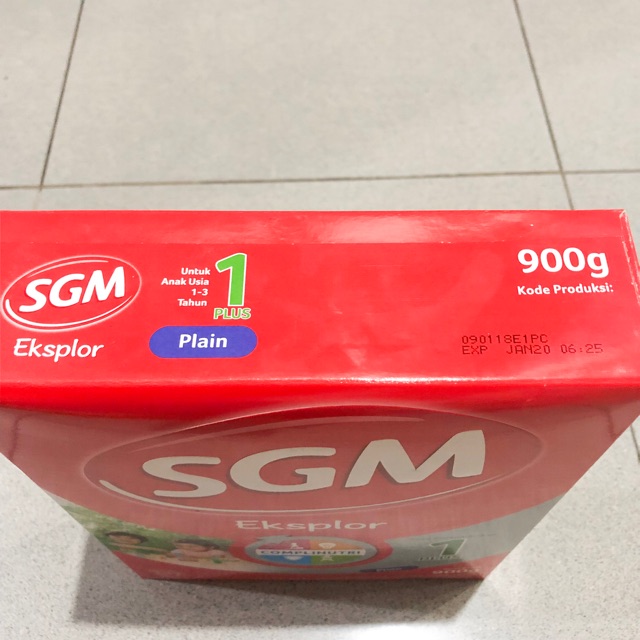 SGM
Eksplor
Untuk
Anak Usia
1-3
Tahun
1
PLUS
Plain
900g
Kode Produksi:
090118E1PC
EXP JAN20 06:25
SGM
Eksplor
COMPLINUTRI
1